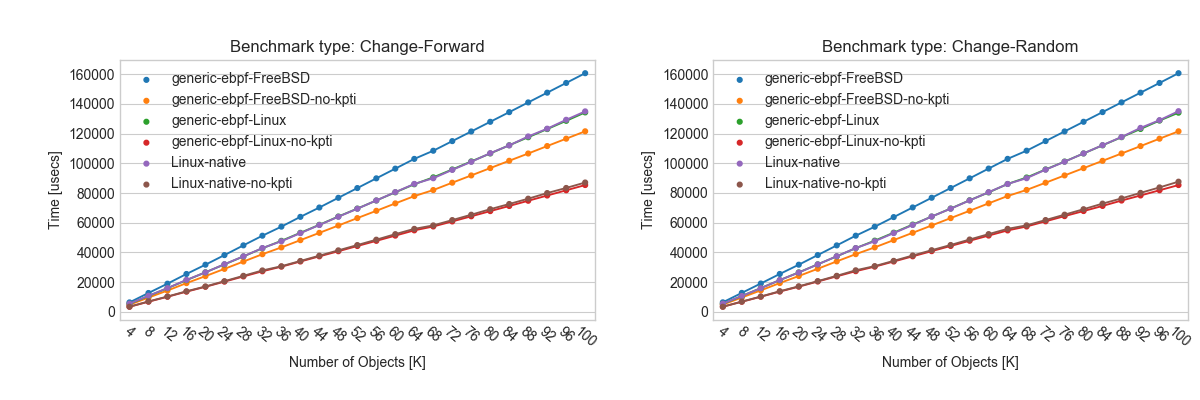 Benchmark type: Change-Forward
160000
140000
120000
100000
80000
60000
40000
20000
0
Time [usecs]
generic-ebpf-FreeBSD
generic-ebpf-FreeBSD-no-kpti
generic-ebpf-Linux
generic-ebpf-Linux-no-kpti
Linux-native
Linux-native-no-kpti
4 8 12 16 20 24 28 32 36 40 44 48 52 56 60 64 68 72 76 80 84 88 92 96 100
Number of Objects [K]
Benchmark type: Change-Random
160000
140000
120000
100000
80000
60000
40000
20000
0
Time [usecs]
generic-ebpf-FreeBSD
generic-ebpf-FreeBSD-no-kpti
generic-ebpf-Linux
generic-ebpf-Linux-no-kpti
Linux-native
Linux-native-no-kpti
4 8 12 16 20 24 28 32 36 40 44 48 52 56 60 64 68 72 76 80 84 88 92 96 100
Number of Objects [K]